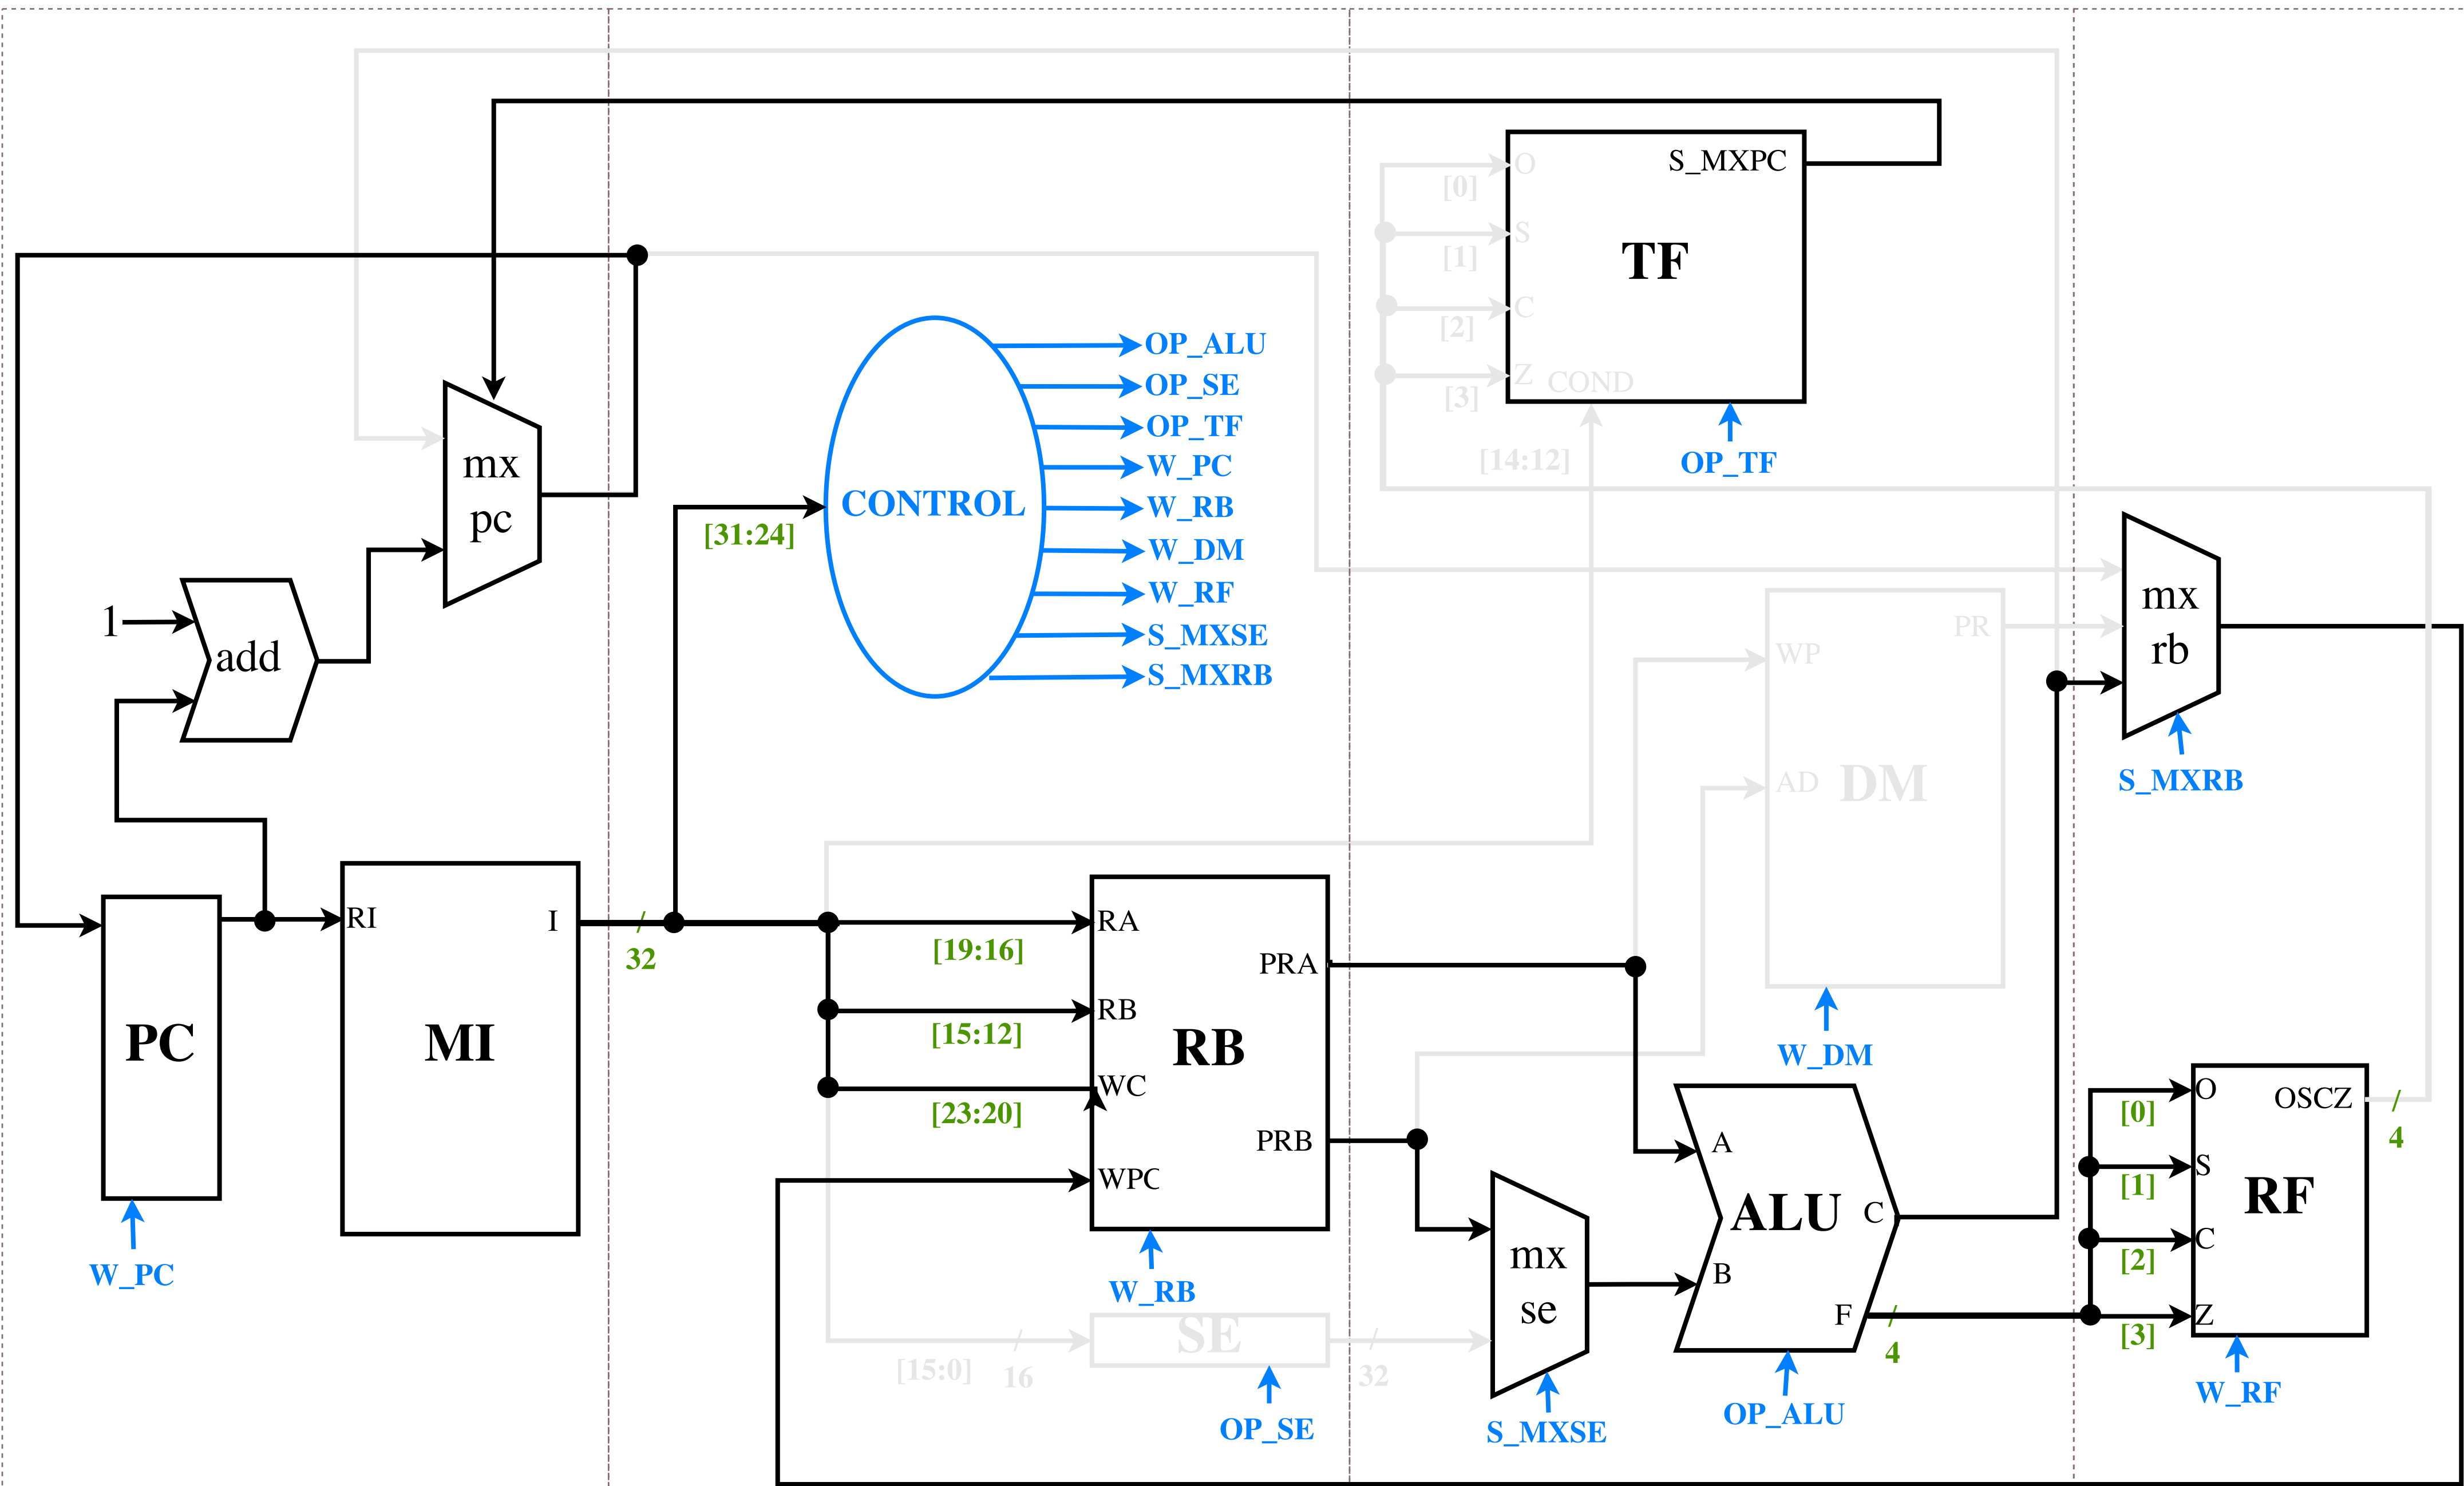 O
S_MXPC
[0]
S
TF
[1]
C
[2]
Z
COND
[3]
[14:12]
OP_TF
OP_ALU
OP_SE
OP_TF
W_PC
W_RB
W_DM
W_RF
S_MXSE
S_MXRB
CONTROL
[31:24]
mx
pc
1
add
mx
rb
S_MXRB
WP
PR
AD
DM
W_DM
PC
W_PC
RI
I
MI
32
RA
[19:16]
RB
[15:12]
WC
[23:20]
WPC
PRA
RB
PRB
W_RB
[15:0]
16
SE
32
OP_SE
mx
se
S_MXSE
A
ALU
C
B
F
4
OP_ALU
O
OSCZ
[0]
4
S
[1]
RF
C
[2]
Z
[3]
W_RF